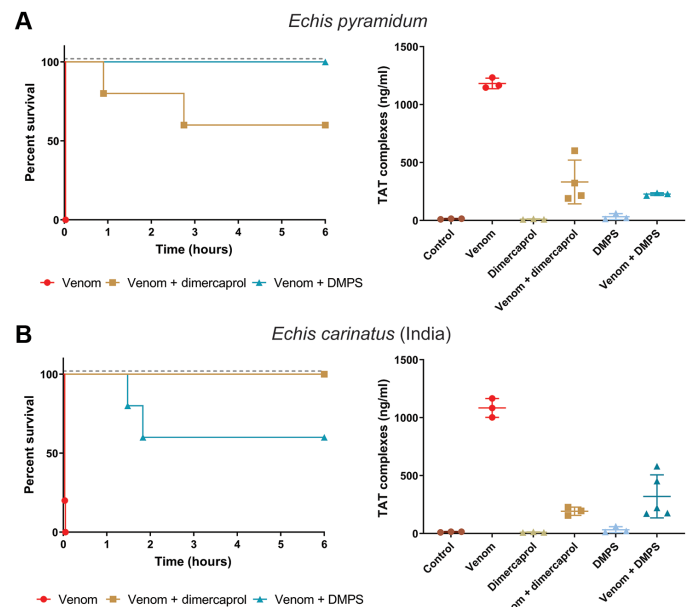 A
Echis pyramidum
Percent survival
100
50
0
0
1
2
3
4
5
6
Time (hours)
Venom
Venom + dimercaprol
Venom + DMPS
TAT complexes (ng/ml)
1500
1000
500
0
Control
Venom
Dimercaprol
Venom + dimercaprol
DMPS
Venom + DMPS
B
Echis carinatus (India)
Percent survival
100
50
0
0
1
2
3
4
5
6
Time (hours)
Venom
Venom + dimercaprol
Venom + DMPS
TAT complexes (ng/ml)
1500
1000
500
0
Control
Venom
Dimercaprol
nom + dimercaprol
DMPS
Venom + DMPS